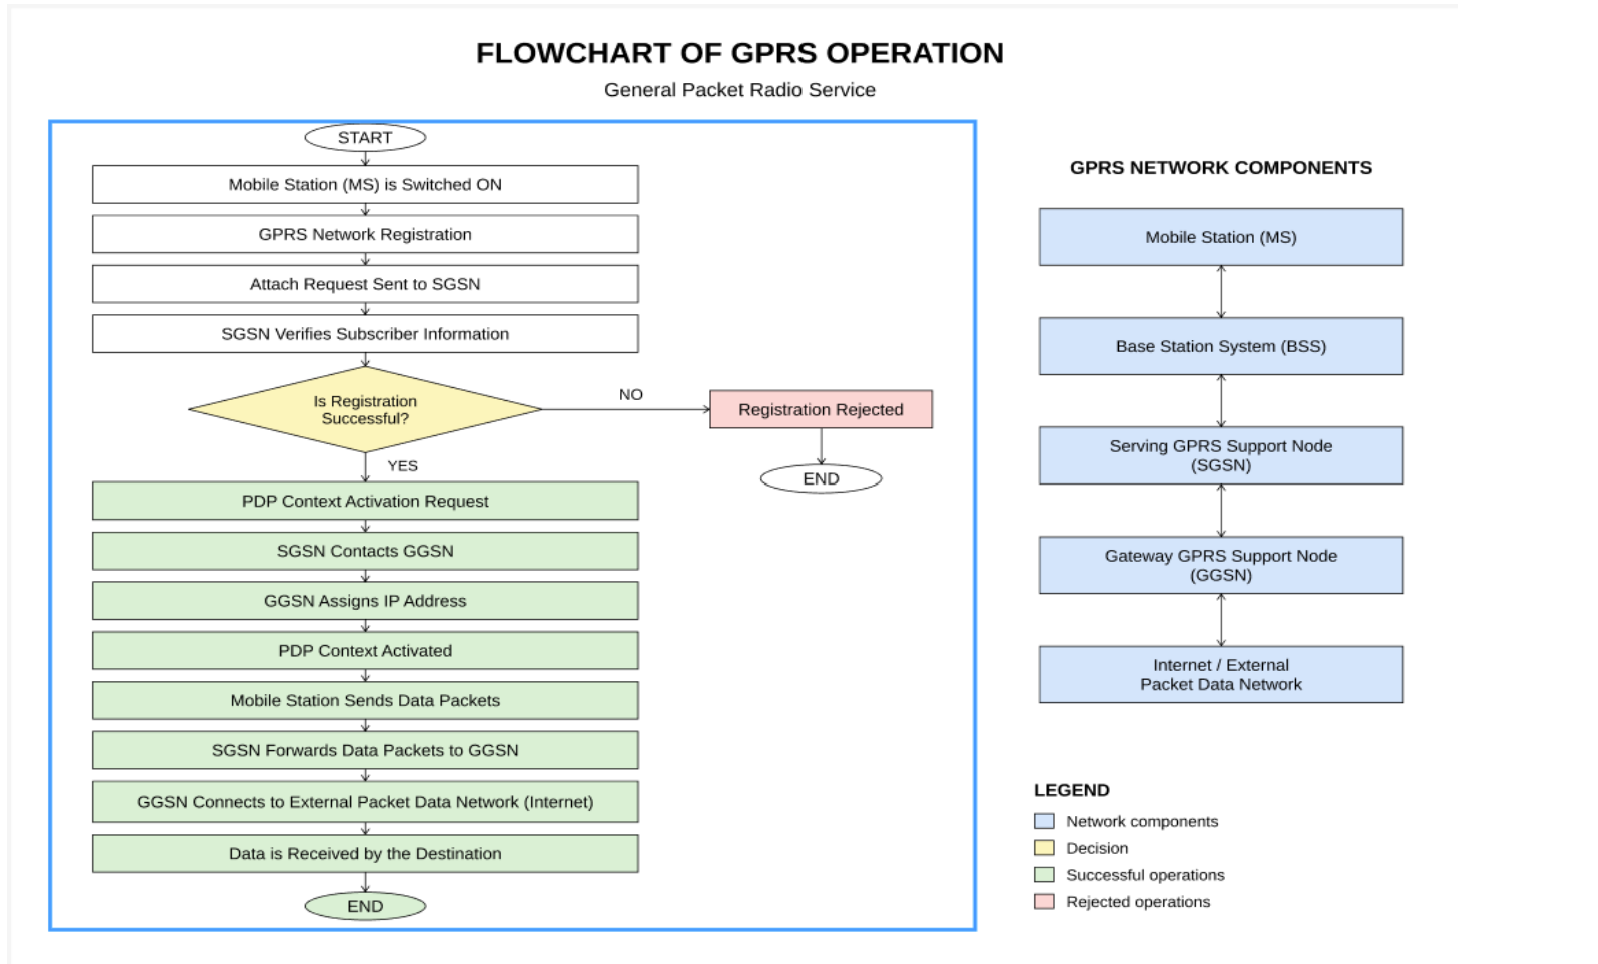 FLOWCHART OF GPRS OPERATION
General Packet Radio Service
START
Mobile Station (MS) is Switched ON
GPRS Network Registration
Attach Request Sent to SGSN
SGSN Verifies Subscriber Information
Is Registration
Successful?
NO
Registration Rejected
END
YES
PDP Context Activation Request
SGSN Contacts GGSN
GGSN Assigns IP Address
PDP Context Activated
Mobile Station Sends Data Packets
SGSN Forwards Data Packets to GGSN
GGSN Connects to External Packet Data Network (Internet)
Data is Received by the Destination
END
GPRS NETWORK COMPONENTS
Mobile Station (MS)
Base Station System (BSS)
Serving GPRS Support Node
(SGSN)
Gateway GPRS Support Node
(GGSN)
Internet / External
Packet Data Network
LEGEND
Network components
Decision
Successful operations
Rejected operations